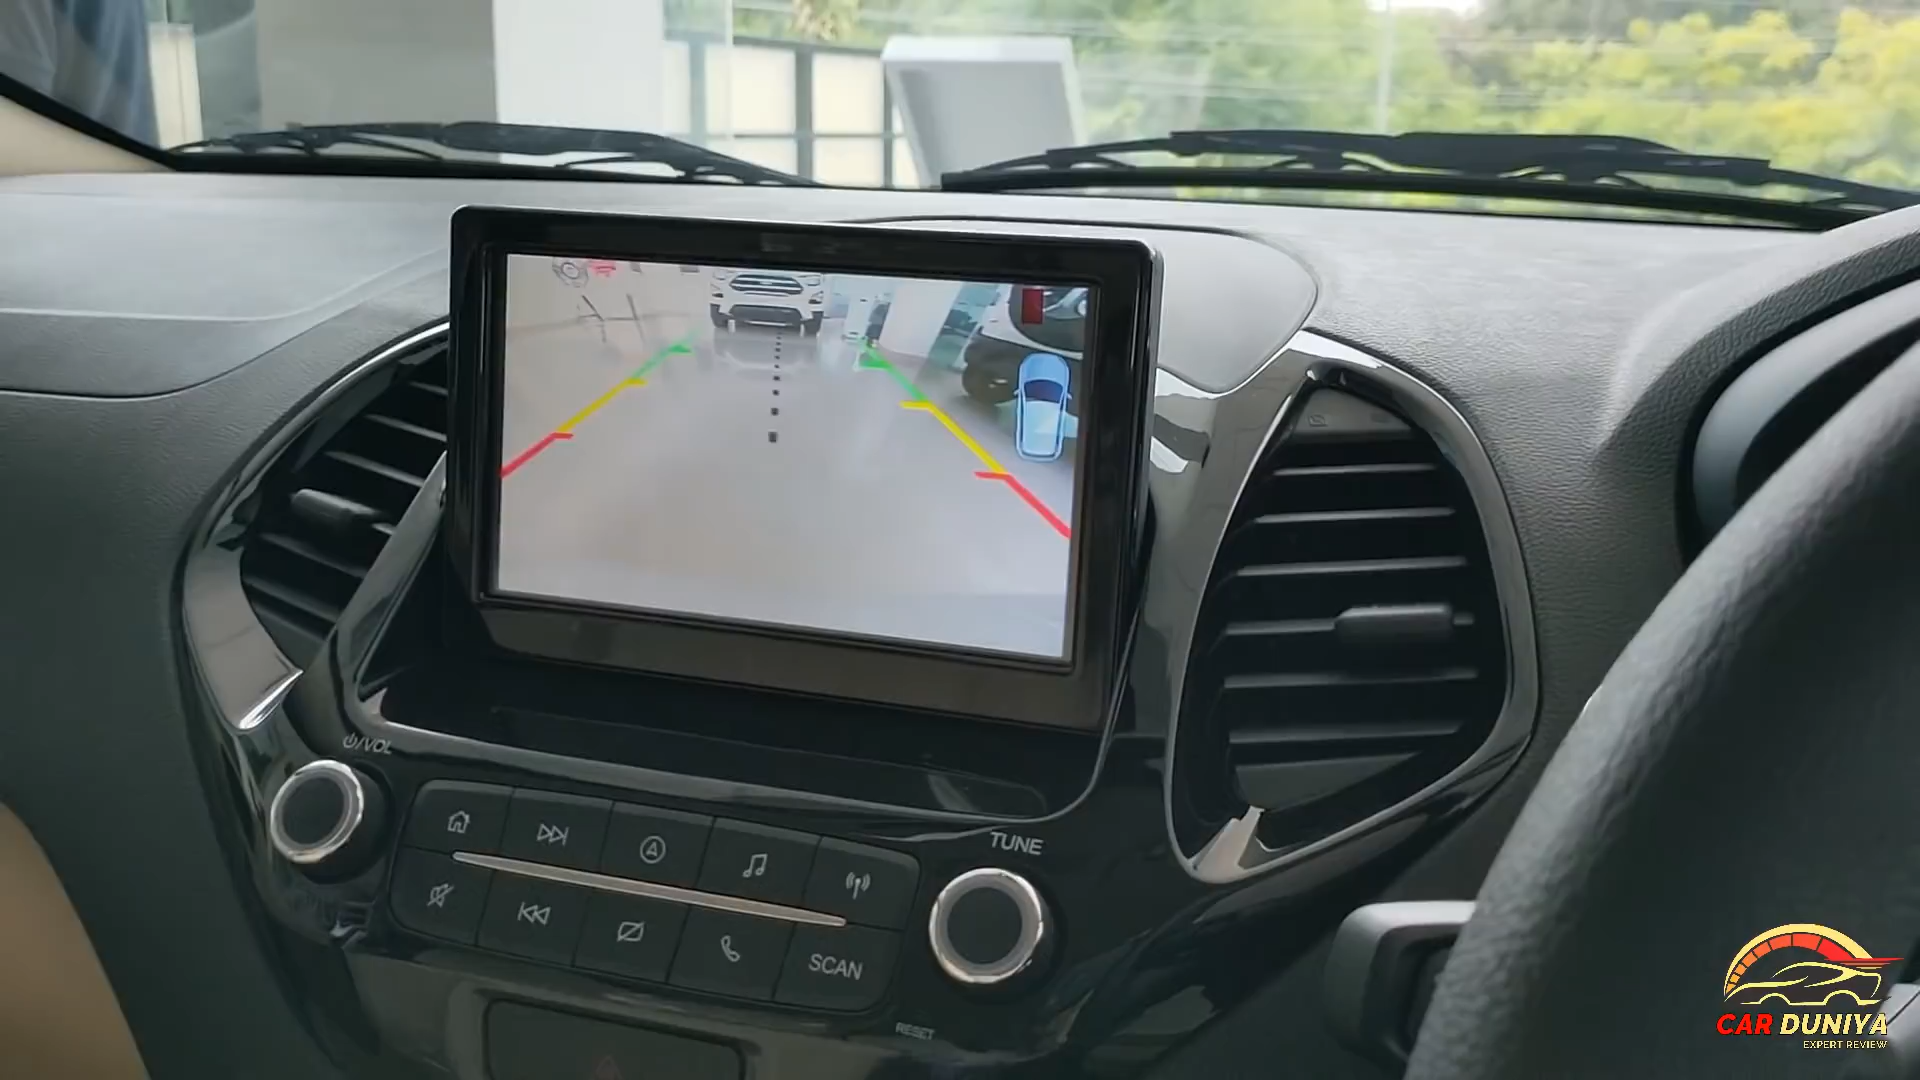 ⏻/VOL
TUNE
SCAN
RESET
CAR DUNIYA
EXPERT REVIEW